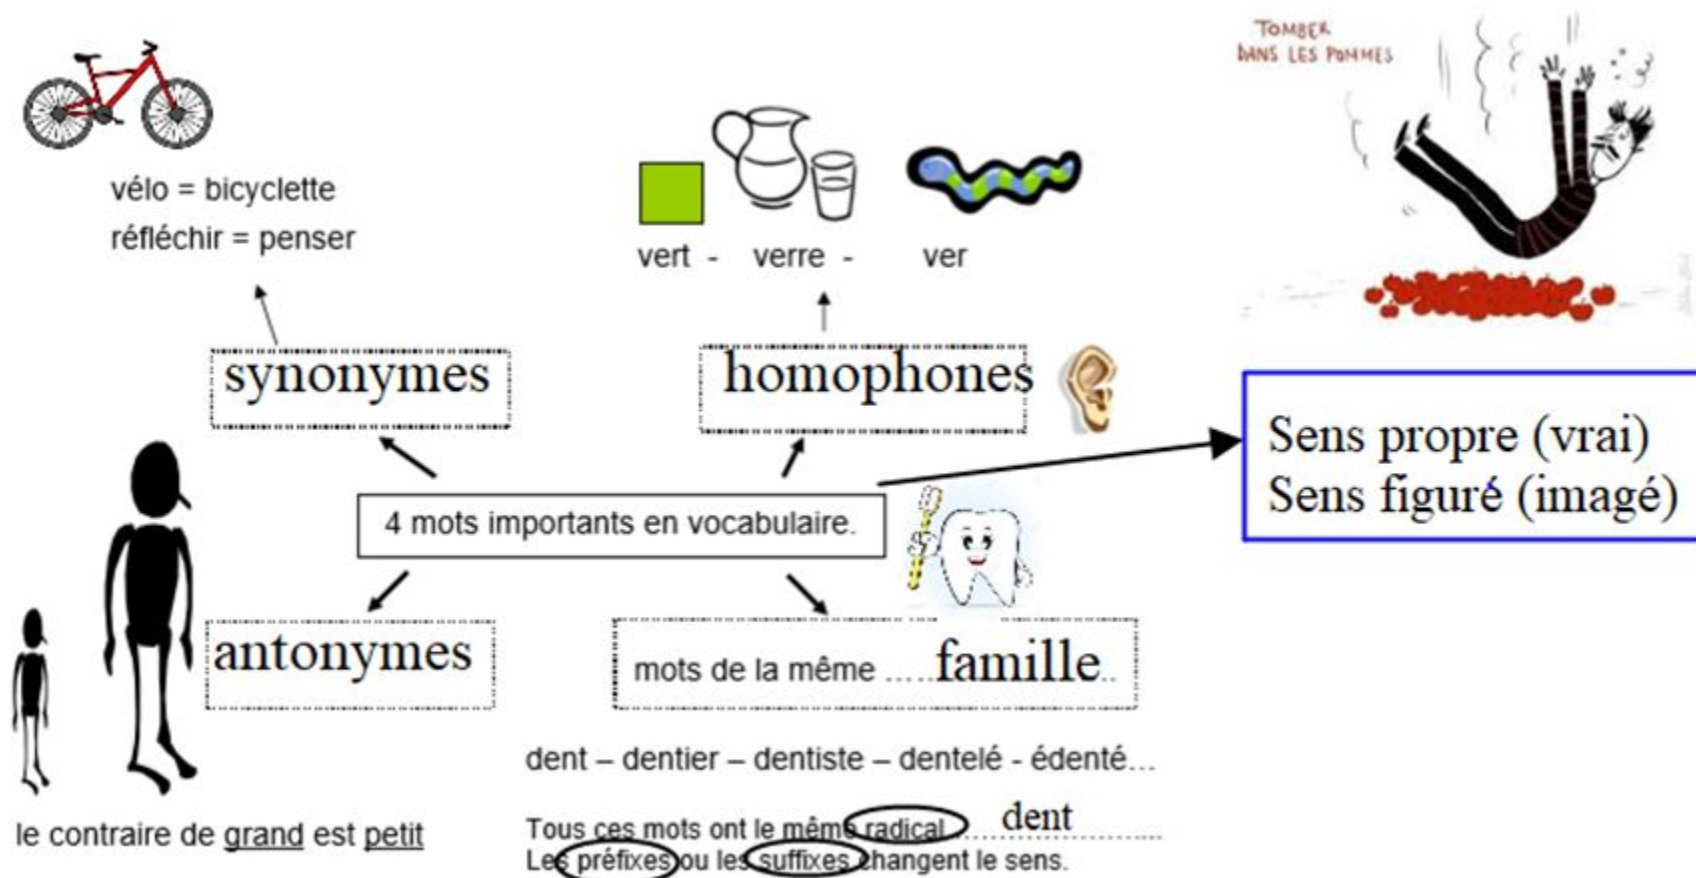 TOMBER
DANS LES POMMES
vélo = bicyclette
réfléchir = penser
vert - verre - ver
synonymes
homophones
Sens propre (vrai)
Sens figuré (imagé)
4 mots importants en vocabulaire.
antonymes
mots de la même .....famille..
dent – dentier – dentiste – dentelé - édenté...
le contraire de grand est petit
Tous ces mots ont le même radical dent
Les préfixes ou les suffixes changent le sens.